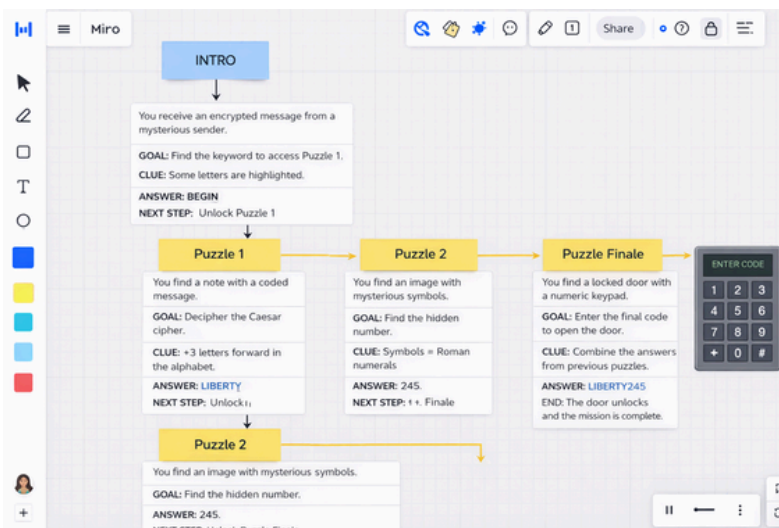 Miro
1
Share
INTRO
You receive an encrypted message from a
mysterious sender.
GOAL: Find the keyword to access Puzzle 1.
CLUE: Some letters are highlighted.
ANSWER: BEGIN
NEXT STEP: Unlock Puzzle 1
Puzzle 1
You find a note with a coded
message.
GOAL: Decipher the Caesar
cipher.
CLUE: +3 letters forward in
the alphabet.
ANSWER: LIBERTY
NEXT STEP: Unlock
Puzzle 2
You find an image with
mysterious symbols.
GOAL: Find the hidden
number.
CLUE: Symbols = Roman
numerals
ANSWER: 245.
NEXT STEP: Finale
Puzzle Finale
You find a locked door with
a numeric keypad.
GOAL: Enter the final code
to open the door.
CLUE: Combine the answers
from previous puzzles.
ANSWER: LIBERTY245
END: The door unlocks
and the mission is complete.
ENTER CODE
1 2 3
4 5 6
7 8 9
+ 0 #
Puzzle 2
You find an image with mysterious symbols.
GOAL: Find the hidden number.
ANSWER: 245.